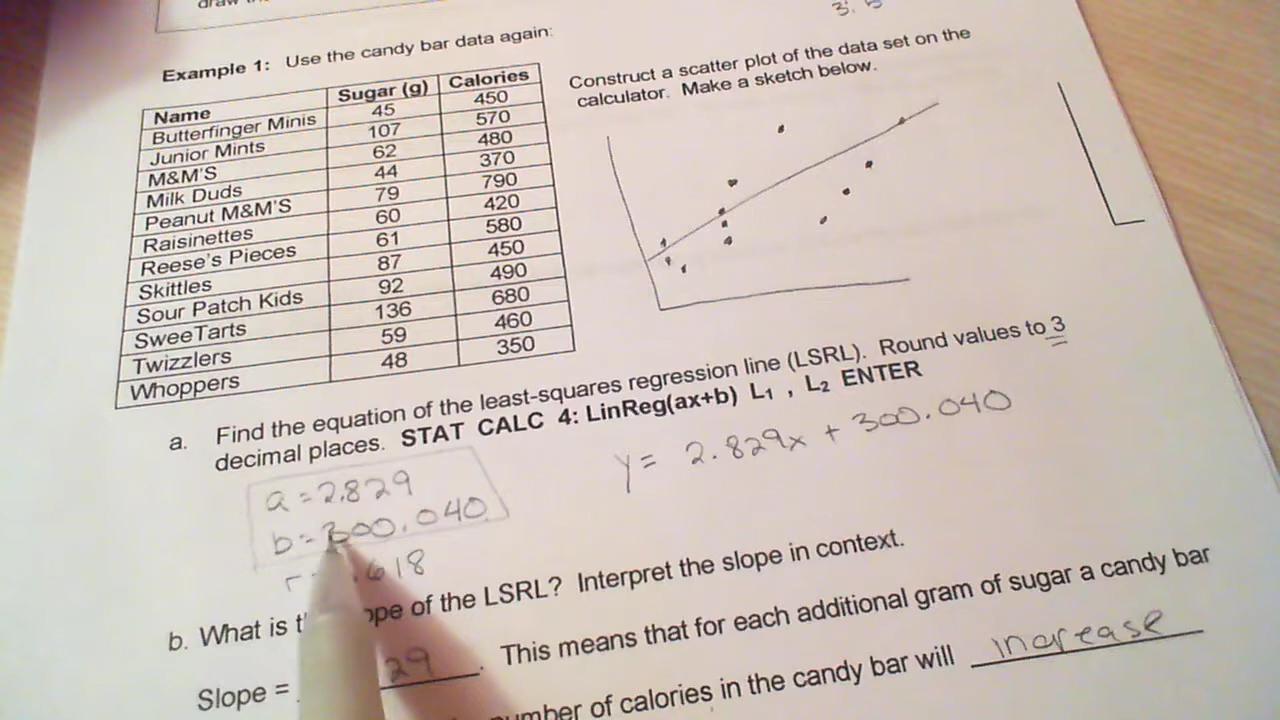 draw
3.
Example 1: Use the candy bar data again:
Name Sugar (g) Calories
Butterfinger Minis 45 450
Junior Mints 107 570
M&M'S 62 480
Milk Duds 44 370
Peanut M&M'S 79 790
Raisinettes 60 420
Reese's Pieces 61 580
Skittles 87 450
Sour Patch Kids 92 490
SweeTarts 136 680
Twizzlers 59 460
Whoppers 48 350
Construct a scatter plot of the data set on the
calculator. Make a sketch below.
a. Find the equation of the least-squares regression line (LSRL). Round values to 3
decimal places. STAT CALC 4: LinReg(ax+b) L1 , L2 ENTER
a = 2.829
b = 300.040
r .618
y = 2.829x + 300.040
b. What is of the LSRL? Interpret the slope in context.
Slope = 29. This means that for each additional gram of sugar a candy bar
number of calories in the candy bar will increase